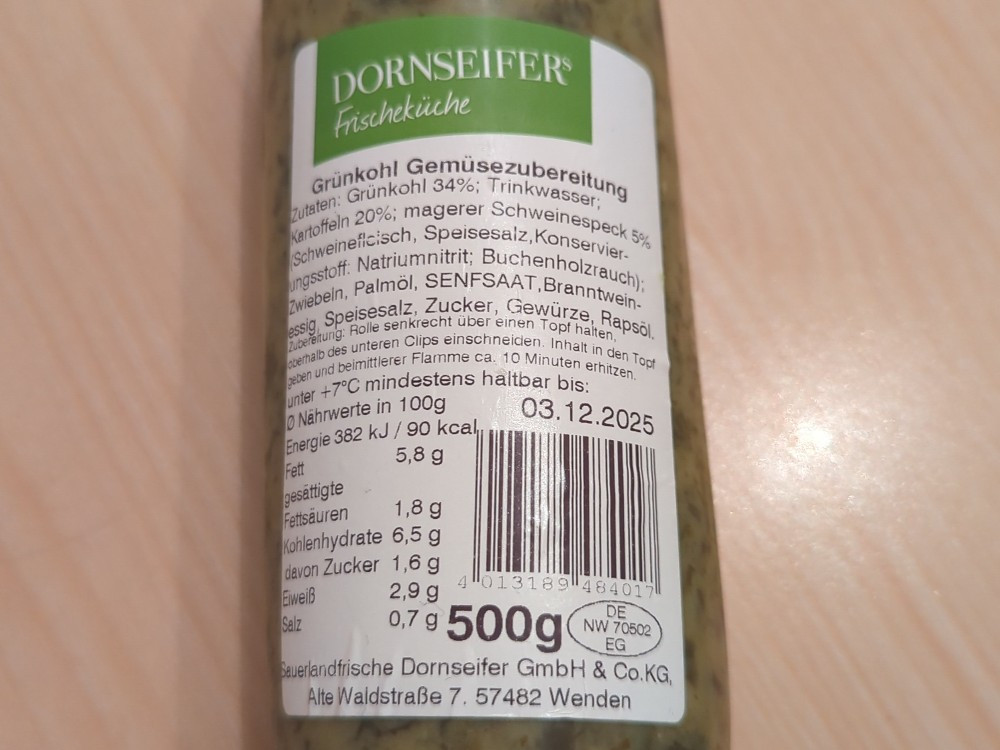 DORNSEIFERS
Frischeküche
Grünkohl Gemüsezubereitung
Zutaten: Grünkohl 34%; Trinkwasser;
Kartoffeln 20%; magerer Schweinespeck 5%
(Schweinefleisch, Speisesalz,Konservier-
ungsstoff: Natriumnitrit; Buchenholzrauch);
Zwiebeln, Palmöl, SENFSAAT,Branntwein-
essig, Speisesalz, Zucker, Gewürze, Rapsöl.
Zubereitung: Rolle senkrecht über einen Topf halten,
oberhalb des unteren Clips einschneiden. Inhalt in den Topf
geben und beimittlerer Flamme ca. 10 Minuten erhitzen.
unter +7°C mindestens haltbar bis:
03.12.2025
Ø Nährwerte in 100g
Energie 382 kJ / 90 kcal
Fett 5,8 g
gesättigte
Fettsäuren 1,8 g
Kohlenhydrate 6,5 g
davon Zucker 1,6 g
Eiweiß 2,9 g
Salz 0,7 g
4 013189 484017
500g
DE
NW 70502
EG
Sauerlandfrische Dornseifer GmbH & Co.KG,
Alte Waldstraße 7. 57482 Wenden